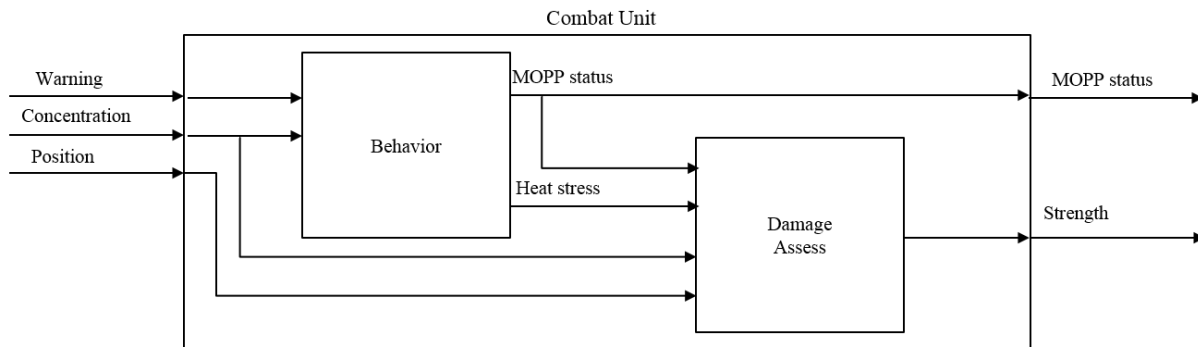 Combat Unit
Warning
MOPP status
MOPP status
Concentration
Behavior
Position
Heat stress
Damage
Assess
Strength